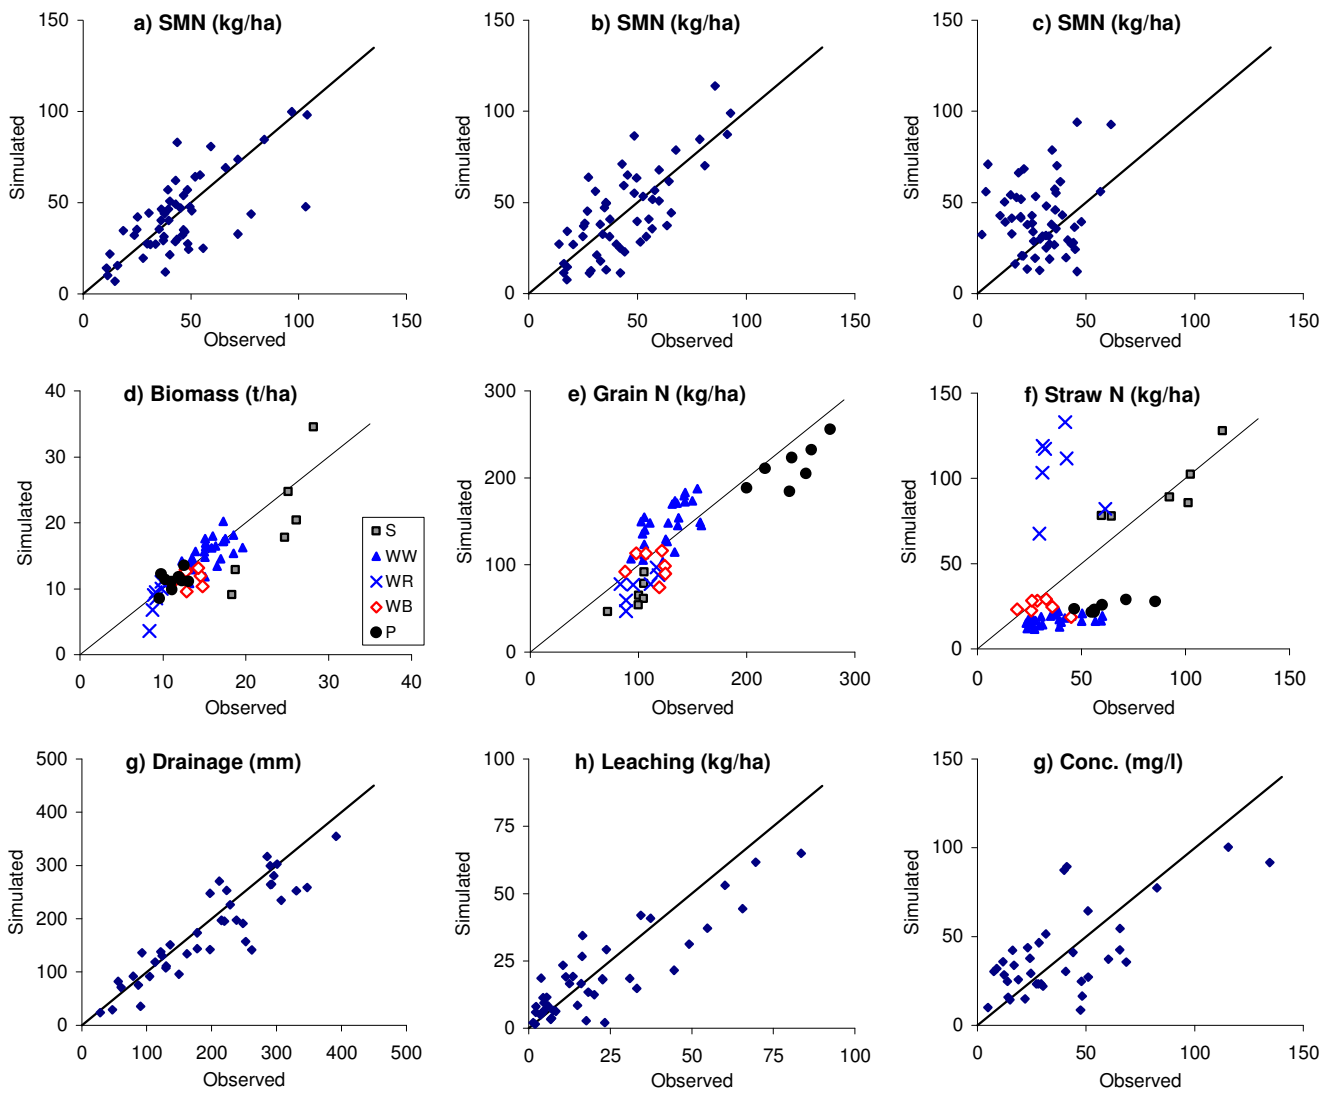 a) SMN (kg/ha)
150
100
50
0
0 50 100 150
Simulated
Observed
b) SMN (kg/ha)
150
100
50
0
0 50 100 150
Simulated
Observed
c) SMN (kg/ha)
150
100
50
0
0 50 100 150
Simulated
Observed
d) Biomass (t/ha)
40
30
20
10
0
0 10 20 30 40
Simulated
Observed
S
WW
WR
WB
P
e) Grain N (kg/ha)
300
200
100
0
0 100 200 300
Simulated
Observed
f) Straw N (kg/ha)
150
100
50
0
0 50 100 150
Simulated
Observed
g) Drainage (mm)
500
400
300
200
100
0
0 100 200 300 400 500
Simulated
Observed
h) Leaching (kg/ha)
100
75
50
25
0
0 25 50 75 100
Simulated
Observed
g) Conc. (mg/l)
150
100
50
0
0 50 100 150
Simulated
Observed